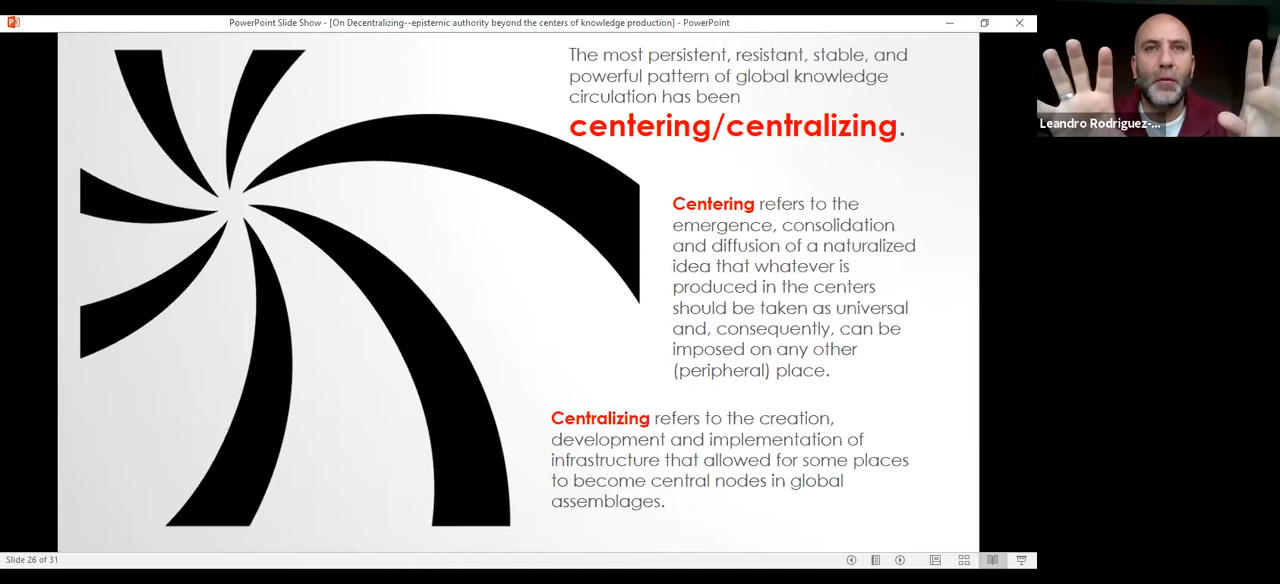 PowerPoint Slide Show - [On Decentralizing--epistemic authority beyond the centers of knowledge production] - PowerPoint
The most persistent, resistant, stable, and
powerful pattern of global knowledge
circulation has been
centering/centralizing.
Leandro Rodriguez-...
Centering refers to the
emergence, consolidation
and diffusion of a naturalized
idea that whatever is
produced in the centers
should be taken as universal
and, consequently, can be
imposed on any other
(peripheral) place.
Centralizing refers to the creation,
development and implementation of
infrastructure that allowed for some places
to become central nodes in global
assemblages.
Slide 26 of 31